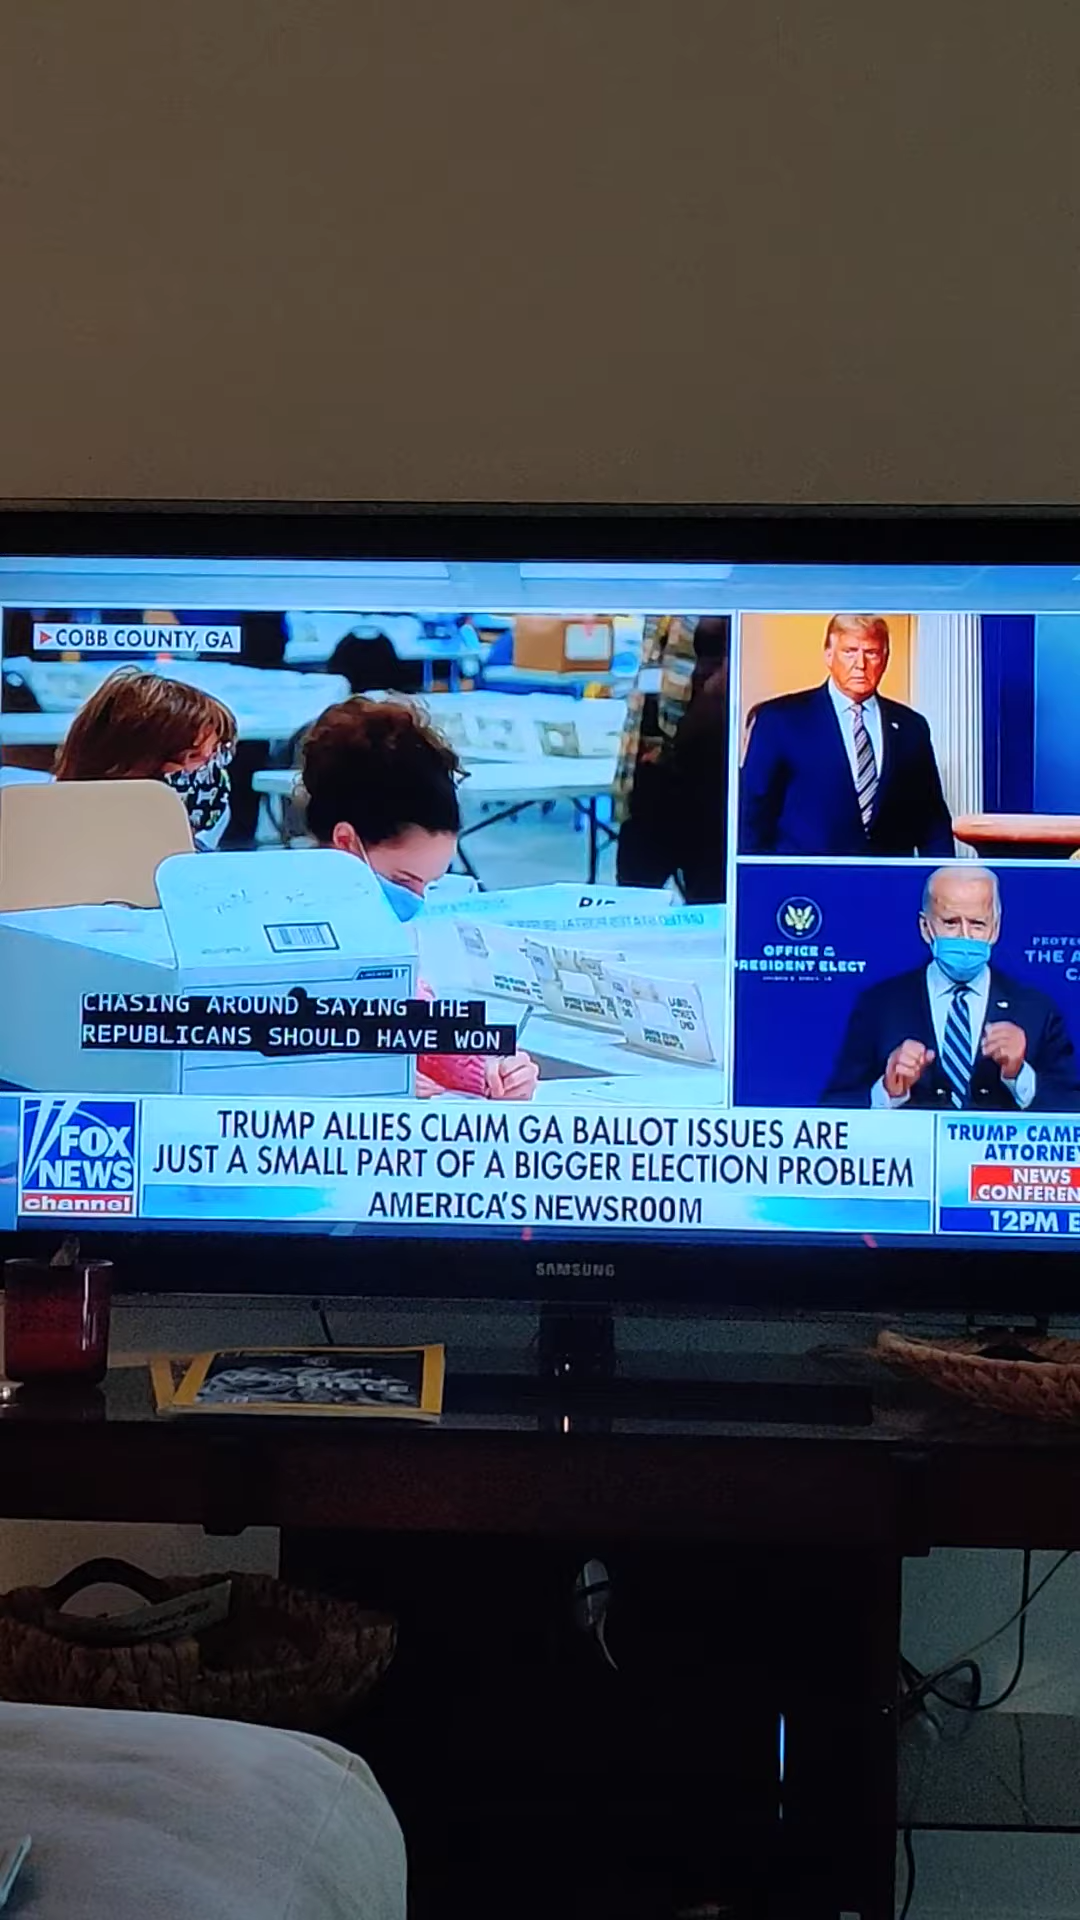 COBB COUNTY, GA
OFFICE OF THE
PRESIDENT ELECT
THE A
CHASING AROUND SAYING THE
REPUBLICANS SHOULD HAVE WON
FOX
NEWS
channel
TRUMP ALLIES CLAIM GA BALLOT ISSUES ARE
JUST A SMALL PART OF A BIGGER ELECTION PROBLEM
AMERICA'S NEWSROOM
TRUMP CAMP
ATTORNEY
NEWS
CONFEREN
12PM E
SAMSUNG